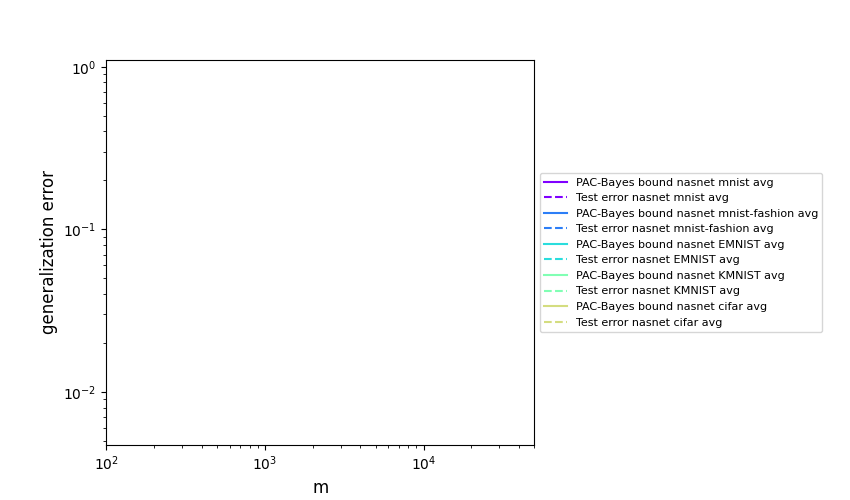 10⁰
10⁻¹
10⁻²
generalization error
10²
10³
10⁴
m
PAC-Bayes bound nasnet mnist avg
Test error nasnet mnist avg
PAC-Bayes bound nasnet mnist-fashion avg
Test error nasnet mnist-fashion avg
PAC-Bayes bound nasnet EMNIST avg
Test error nasnet EMNIST avg
PAC-Bayes bound nasnet KMNIST avg
Test error nasnet KMNIST avg
PAC-Bayes bound nasnet cifar avg
Test error nasnet cifar avg